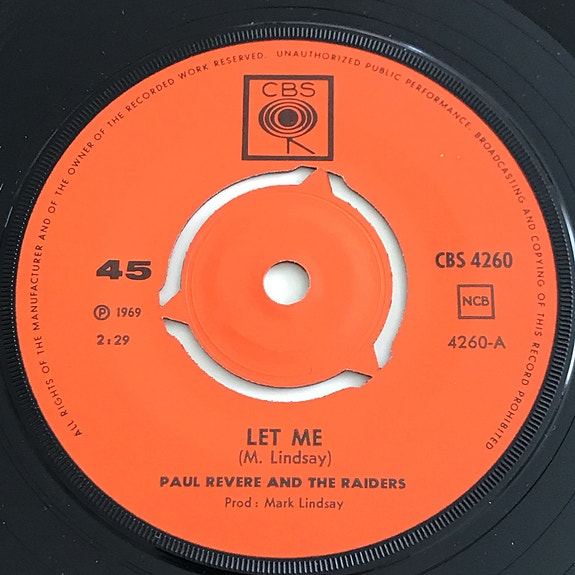 ALL RIGHTS OF THE MANUFACTURER AND OF THE OWNER OF THE RECORDED WORK RESERVED. UNAUTHORIZED PUBLIC PERFORMANCE, BROADCASTING AND COPYING OF THIS RECORD PROHIBITED
CBS
45
CBS 4260
℗ 1969
NCB
2:29
4260-A
LET ME
(M. Lindsay)
PAUL REVERE AND THE RAIDERS
Prod: Mark Lindsay